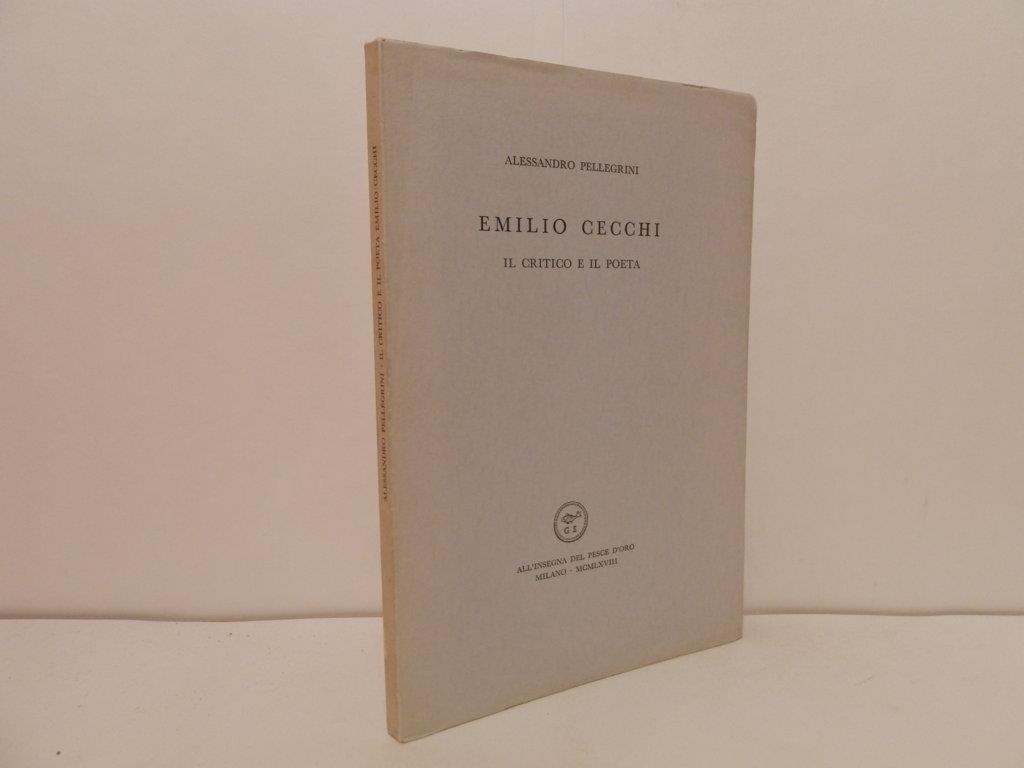 ALESSANDRO PELLEGRINI
EMILIO CECCHI
IL CRITICO E IL POETA
G S
ALL'INSEGNA DEL PESCE D'ORO
MILANO - MCMLXVIII
ALESSANDRO PELLEGRINI - IL CRITICO E IL POETA EMILIO CECCHI